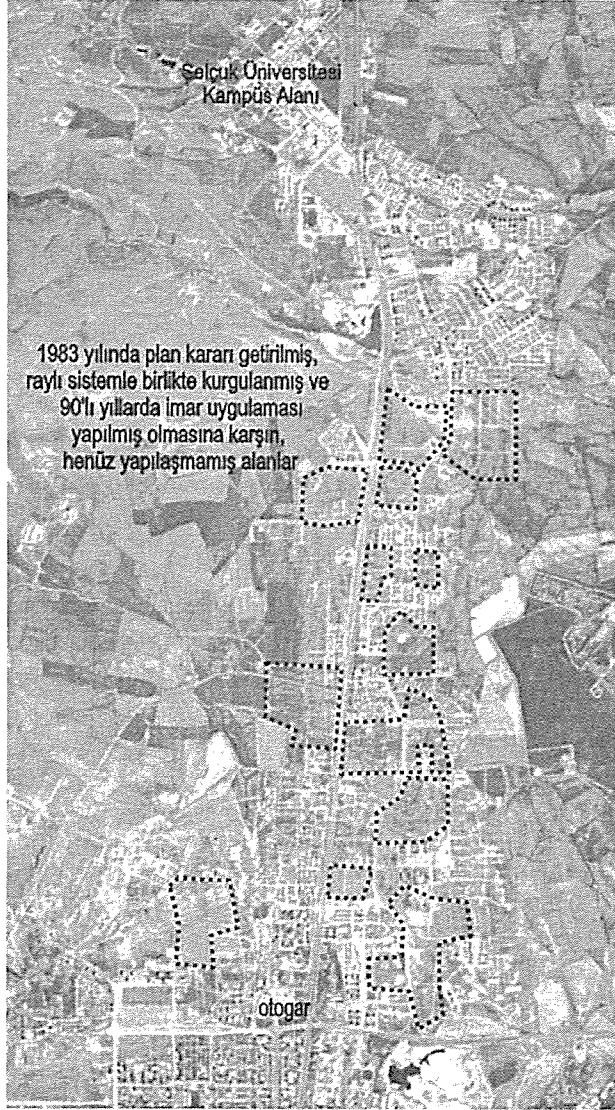 Selçuk Üniversitesi
Kampüs Alanı
1983 yılında plan kararı getirilmiş,
raylı sistemle birlikte kurgulanmış ve
90'lı yıllarda imar uygulaması
yapılmış olmasına karşın,
henüz yapılaşmamış alanlar
otogar